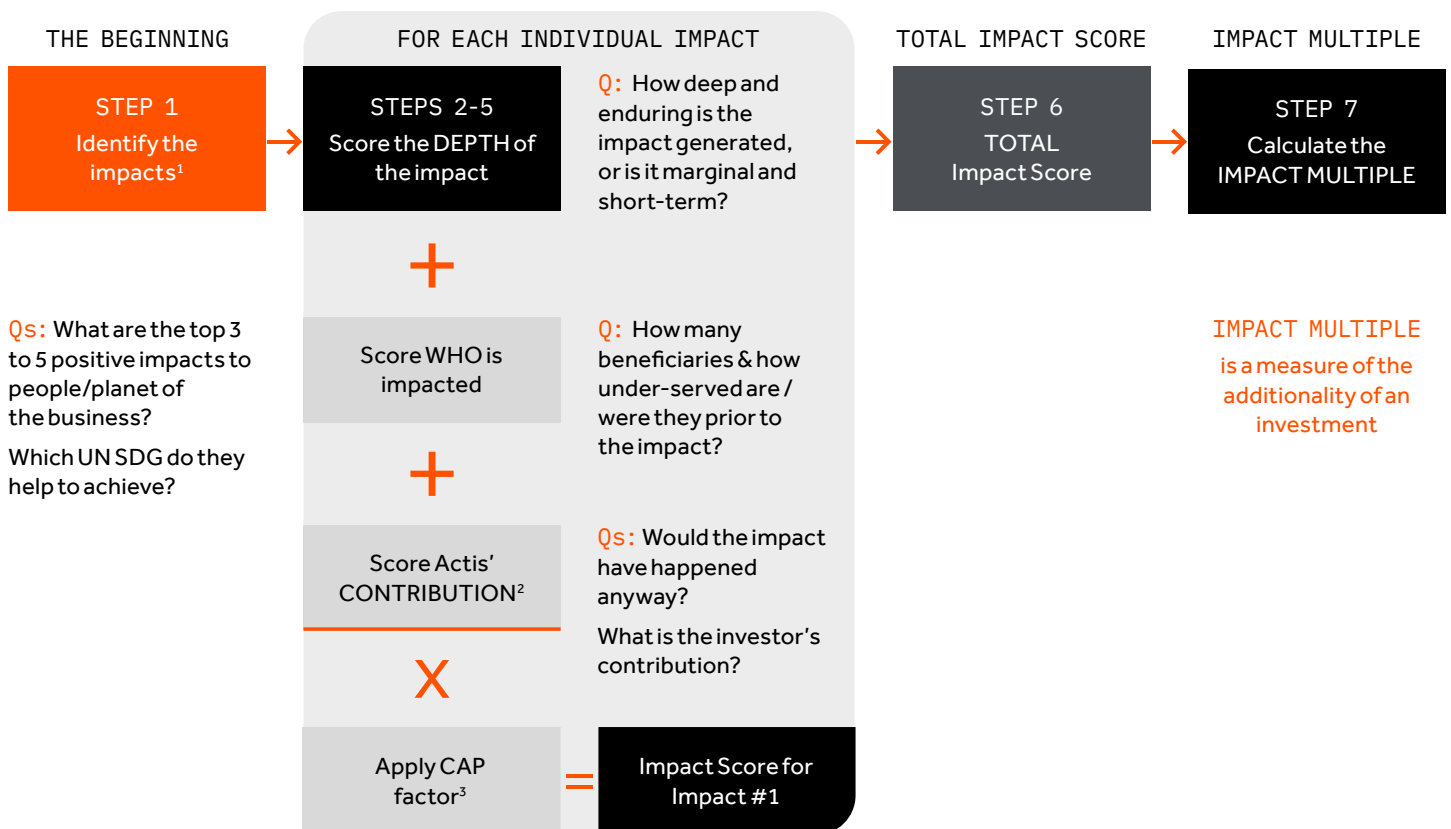 THE BEGINNING
STEP 1
Identify the
impacts¹
Qs: What are the top 3
to 5 positive impacts to
people/planet of
the business?
Which UN SDG do they
help to achieve?
FOR EACH INDIVIDUAL IMPACT
STEPS 2-5
Score the DEPTH of
the impact
Q: How deep and
enduring is the
impact generated,
or is it marginal and
short-term?
+
Score WHO is
impacted
Q: How many
beneficiaries & how
under-served are /
were they prior to
the impact?
+
Score Actis’
CONTRIBUTION²
Qs: Would the impact
have happened
anyway?
What is the investor’s
contribution?
X
Apply CAP
factor³
=
Impact Score for
Impact #1
TOTAL IMPACT SCORE
STEP 6
TOTAL
Impact Score
IMPACT MULTIPLE
STEP 7
Calculate the
IMPACT MULTIPLE
IMPACT MULTIPLE
is a measure of the
additionality of an
investment